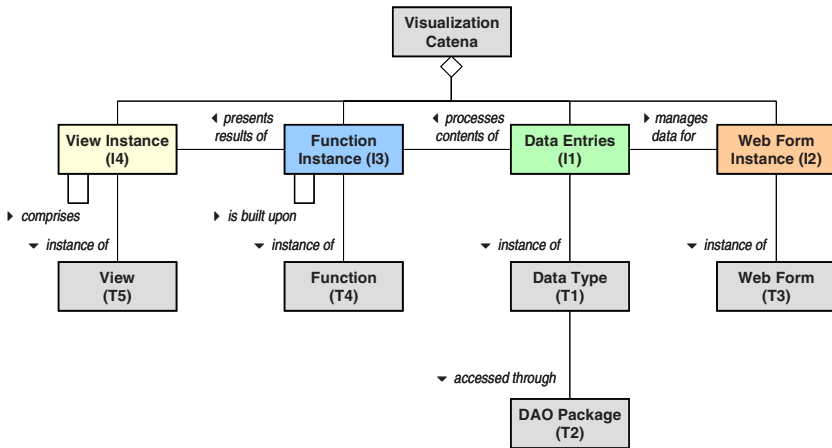 Visualization
Catena
◂ presents
results of
◂ processes
contents of
▸ manages
data for
View Instance
(I4)
Function
Instance (I3)
Data Entries
(I1)
Web Form
Instance (I2)
▸ comprises
▸ is built upon
▾ instance of
▾ instance of
▾ instance of
▾ instance of
View
(T5)
Function
(T4)
Data Type
(T1)
Web Form
(T3)
▾ accessed through
DAO Package
(T2)